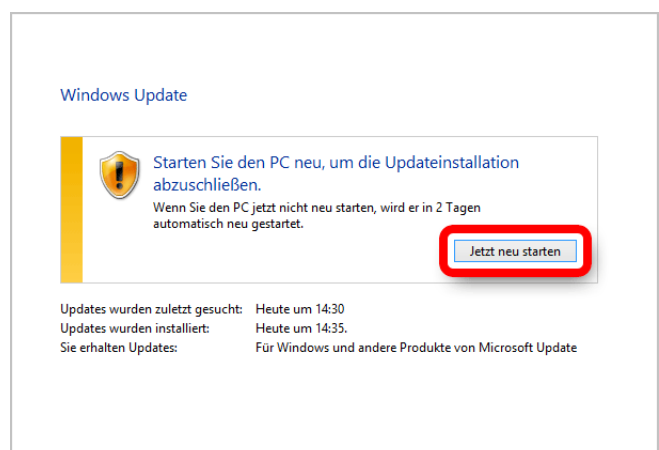 Windows Update
Starten Sie den PC neu, um die Updateinstallation
abzuschließen.
Wenn Sie den PC jetzt nicht neu starten, wird er in 2 Tagen
automatisch neu gestartet.
Jetzt neu starten
Updates wurden zuletzt gesucht: Heute um 14:30
Updates wurden installiert: Heute um 14:35.
Sie erhalten Updates: Für Windows und andere Produkte von Microsoft Update